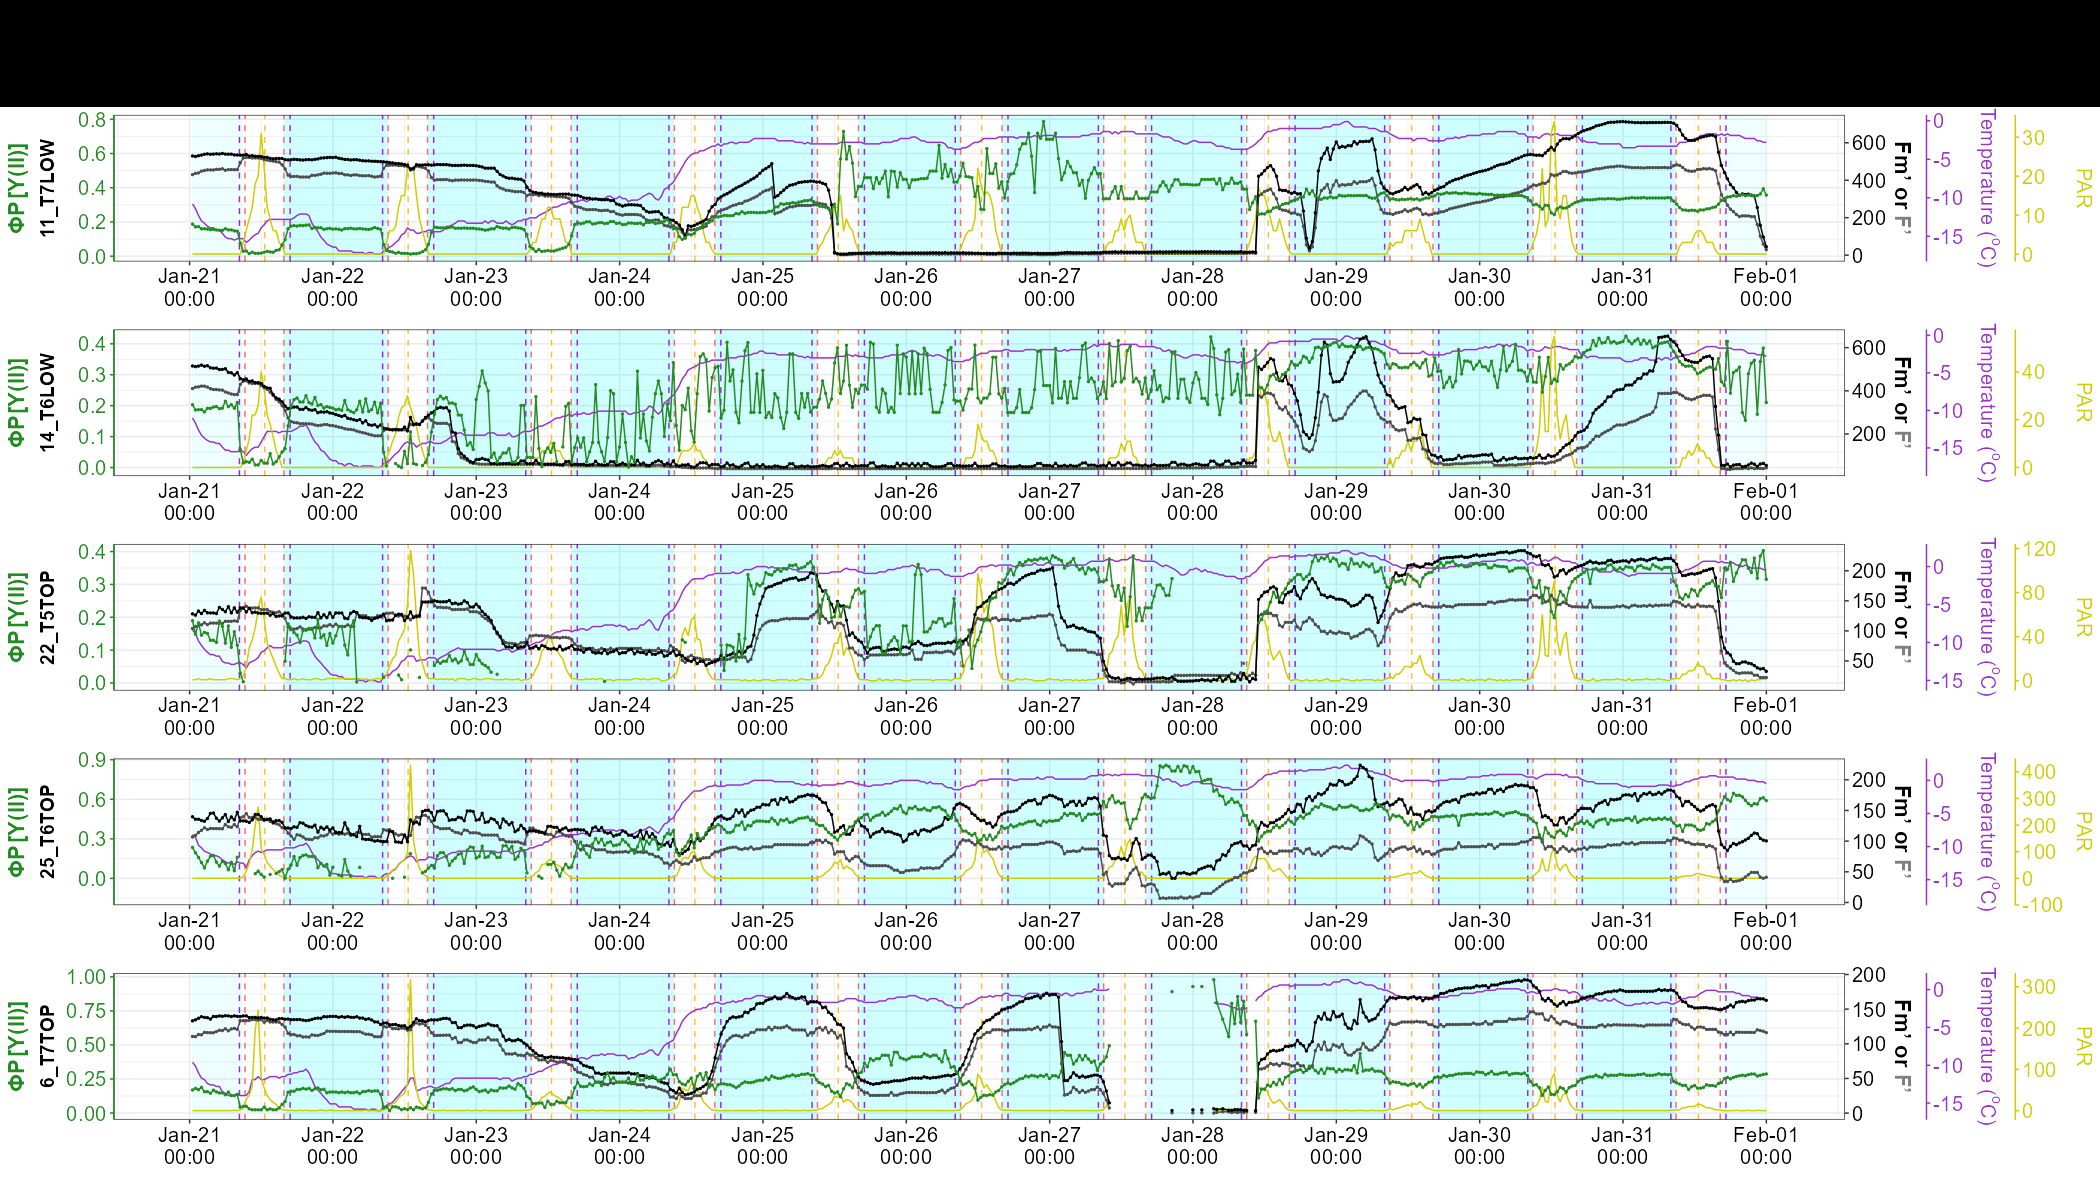 ΦP[Y(II)]
11_T7LOW
0.8
0.6
0.4
0.2
0.0
600
400
200
0
Fm' or F'
0
-5
-10
-15
Temperature (°C)
30
20
10
0
PAR
Jan-21 Jan-22 Jan-23 Jan-24 Jan-25 Jan-26 Jan-27 Jan-28 Jan-29 Jan-30 Jan-31 Feb-01
00:00 00:00 00:00 00:00 00:00 00:00 00:00 00:00 00:00 00:00 00:00 00:00
ΦP[Y(II)]
14_T6LOW
0.4
0.3
0.2
0.1
0.0
600
400
200
Fm' or F'
0
-5
-10
-15
Temperature (°C)
40
20
0
PAR
Jan-21 Jan-22 Jan-23 Jan-24 Jan-25 Jan-26 Jan-27 Jan-28 Jan-29 Jan-30 Jan-31 Feb-01
00:00 00:00 00:00 00:00 00:00 00:00 00:00 00:00 00:00 00:00 00:00 00:00
ΦP[Y(II)]
22_T5TOP
0.4
0.3
0.2
0.1
0.0
200
150
100
50
Fm' or F'
0
-5
-10
-15
Temperature (°C)
120
80
40
0
PAR
Jan-21 Jan-22 Jan-23 Jan-24 Jan-25 Jan-26 Jan-27 Jan-28 Jan-29 Jan-30 Jan-31 Feb-01
00:00 00:00 00:00 00:00 00:00 00:00 00:00 00:00 00:00 00:00 00:00 00:00
ΦP[Y(II)]
25_T6TOP
0.9
0.6
0.3
0.0
200
150
100
50
0
Fm' or F'
0
-5
-10
-15
Temperature (°C)
400
300
200
100
0
-100
PAR
Jan-21 Jan-22 Jan-23 Jan-24 Jan-25 Jan-26 Jan-27 Jan-28 Jan-29 Jan-30 Jan-31 Feb-01
00:00 00:00 00:00 00:00 00:00 00:00 00:00 00:00 00:00 00:00 00:00 00:00
ΦP[Y(II)]
6_T7TOP
1.00
0.75
0.50
0.25
0.00
200
150
100
50
0
Fm' or F'
0
-5
-10
-15
Temperature (°C)
300
200
100
0
PAR
Jan-21 Jan-22 Jan-23 Jan-24 Jan-25 Jan-26 Jan-27 Jan-28 Jan-29 Jan-30 Jan-31 Feb-01
00:00 00:00 00:00 00:00 00:00 00:00 00:00 00:00 00:00 00:00 00:00 00:00